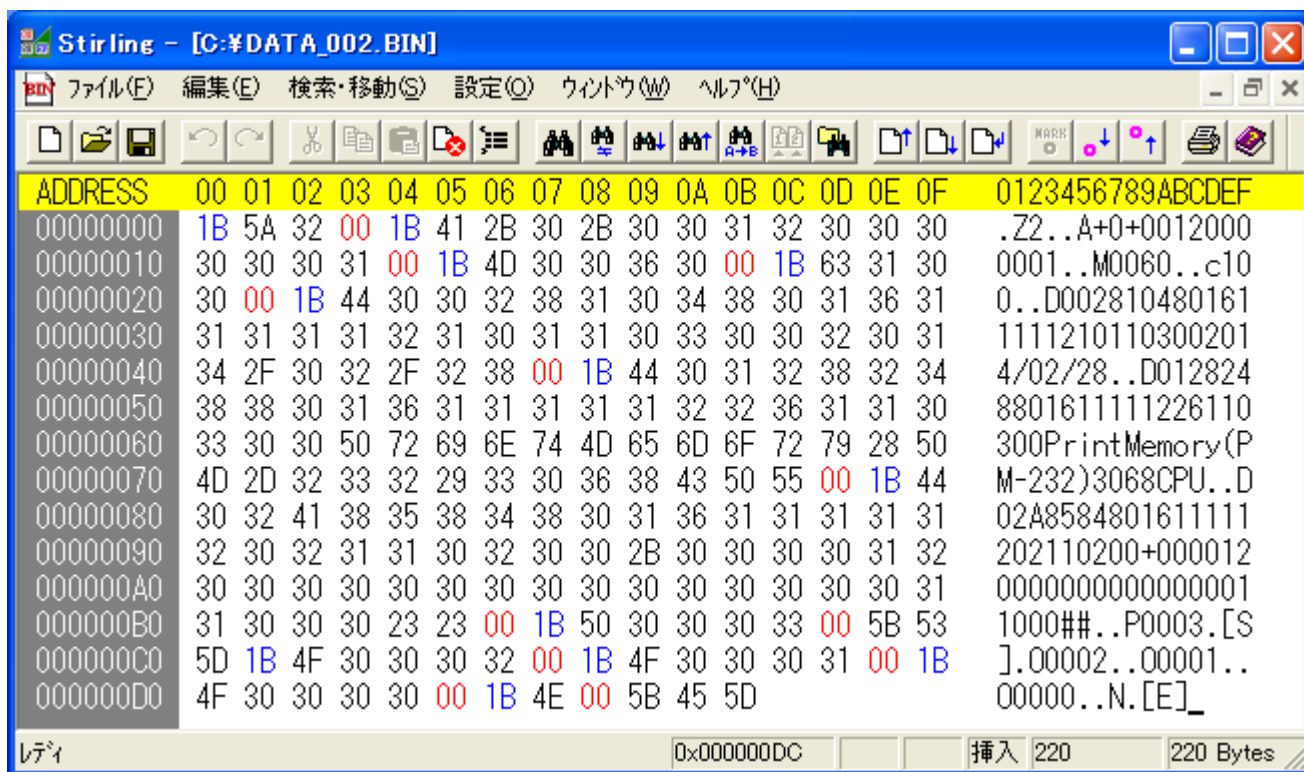 Stirling - [C:¥DATA_002.BIN]
BIN ファイル(F) 編集(E) 検索・移動(S) 設定(O) ウィンドウ(W) ヘルプ(H)
A→B MARK
ADDRESS 00 01 02 03 04 05 06 07 08 09 0A 0B 0C 0D 0E 0F 0123456789ABCDEF
00000000 1B 5A 32 00 1B 41 2B 30 2B 30 30 31 32 30 30 30 .Z2..A+0+0012000
00000010 30 30 30 31 00 1B 4D 30 30 36 30 00 1B 63 31 30 0001..M0060..c10
00000020 30 00 1B 44 30 30 32 38 31 30 34 38 30 31 36 31 0..D002810480161
00000030 31 31 31 31 32 31 30 31 31 30 33 30 30 32 30 31 1111210110300201
00000040 34 2F 30 32 2F 32 38 00 1B 44 30 31 32 38 32 34 4/02/28..D012824
00000050 38 38 30 31 36 31 31 31 31 31 32 32 36 31 31 30 8801611111226110
00000060 33 30 30 50 72 69 6E 74 4D 65 6D 6F 72 79 28 50 300PrintMemory(P
00000070 4D 2D 32 33 32 29 33 30 36 38 43 50 55 00 1B 44 M-232)3068CPU..D
00000080 30 32 41 38 35 38 34 38 30 31 36 31 31 31 31 31 02A8584801611111
00000090 32 30 32 31 31 30 32 30 30 2B 30 30 30 30 31 32 202110200+000012
000000A0 30 30 30 30 30 30 30 30 30 30 30 30 30 30 30 31 0000000000000001
000000B0 31 30 30 30 23 23 00 1B 50 30 30 30 33 00 5B 53 1000##..P0003.[S
000000C0 5D 1B 4F 30 30 30 32 00 1B 4F 30 30 30 31 00 1B ].O0002..O0001..
000000D0 4F 30 30 30 30 00 1B 4E 00 5B 45 5D O0000..N.[E]
レディ 0x000000DC 挿入 220 220 Bytes